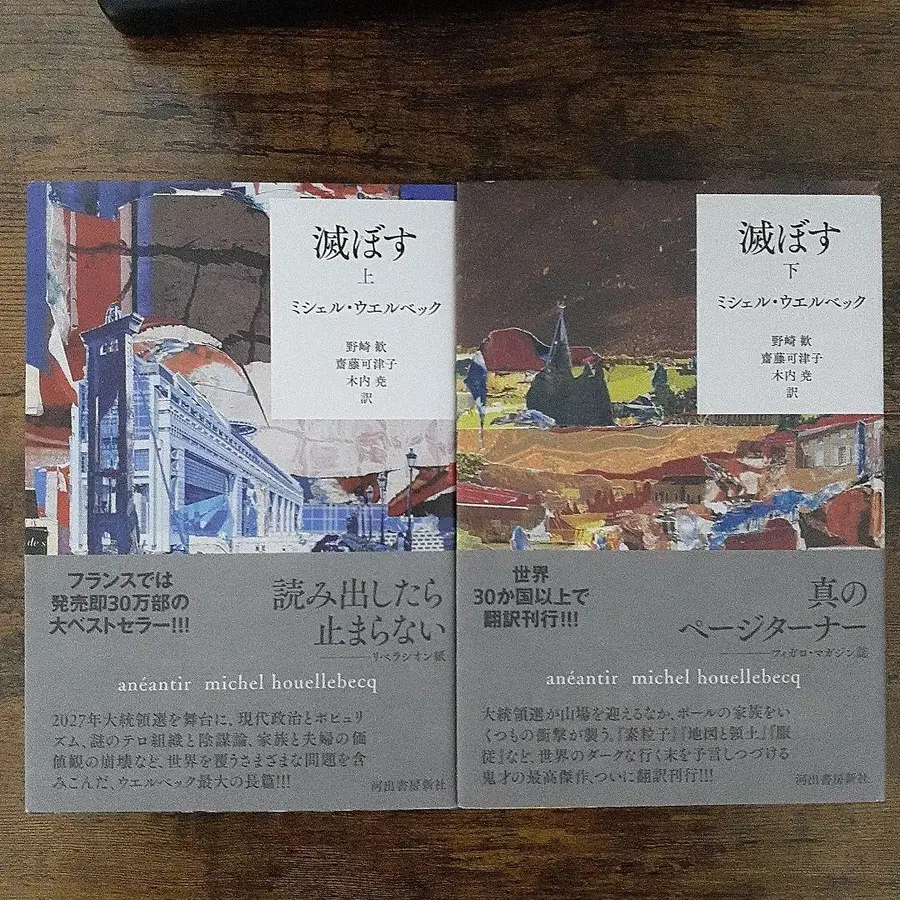 滅ぼす
上
ミシェル・ウエルベック
野崎 歓
齋藤可津子
木内 尭
訳
de s
フランスでは
発売即30万部の
大ベストセラー!!!
読み出したら
止まらない
リベラシオン紙
anéantir michel houellebecq
2027年大統領選を舞台に、現代政治とポピュリ
ズム、謎のテロ組織と陰謀論、家族と夫婦の価
値観の崩壊など、世界を覆うさまざまな問題を含
みこんだ、ウエルベック最大の長篇!!!
河出書房新社
滅ぼす
下
ミシェル・ウエルベック
野崎 歓
齋藤可津子
木内 尭
訳
世界
30か国以上で
翻訳刊行!!!
真の
ページターナー
フィガロ・マガジン誌
anéantir michel houellebecq
大統領選が山場を迎えるなか、ポールの家族をい
くつもの衝撃が襲う。『素粒子』『地図と領土』『服
従』など、世界のダークな行く末を予言しつづける
鬼才の最高傑作、ついに翻訳刊行!!!
河出書房新社